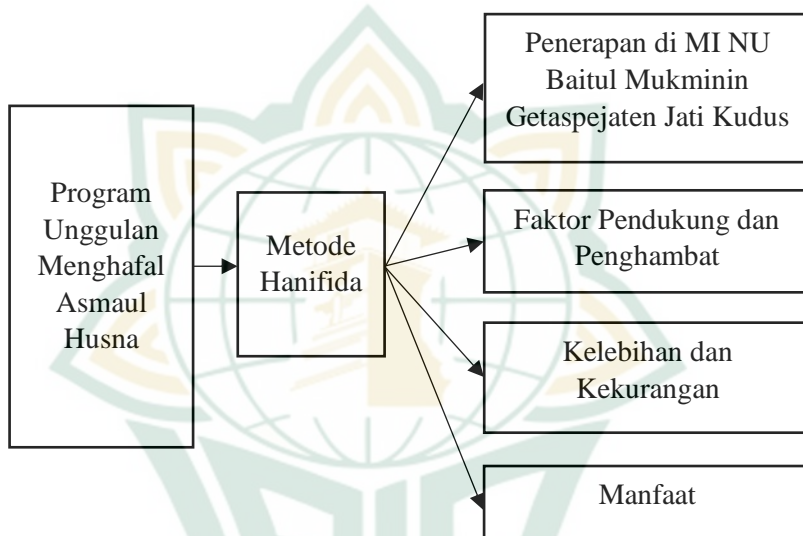 Program
Unggulan
Menghafal
Asmaul
Husna
Metode
Hanifida
Penerapan di MI NU
Baitul Mukminin
Getaspejaten Jati Kudus
Faktor Pendukung dan
Penghambat
Kelebihan dan
Kekurangan
Manfaat